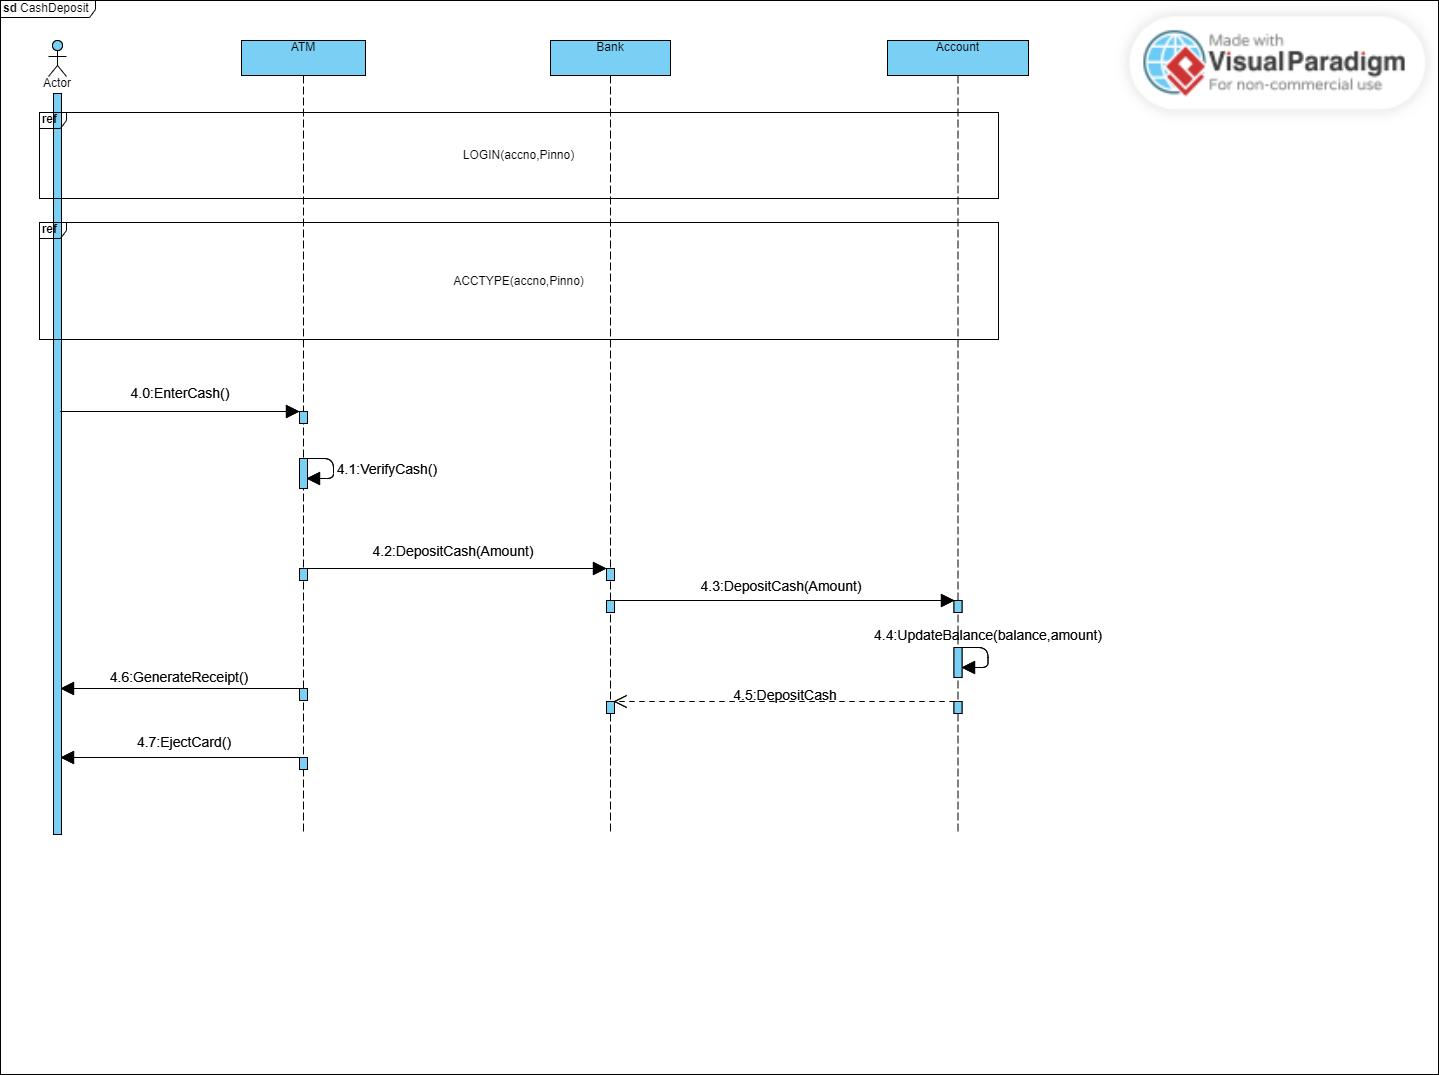 sd CashDeposit
Made with
Visual Paradigm
For non-commercial use
Actor
ATM
Bank
Account
ref
LOGIN(accno,Pinno)
ref
ACCTYPE(accno,Pinno)
4.0:EnterCash()
4.1:VerifyCash()
4.2:DepositCash(Amount)
4.3:DepositCash(Amount)
4.4:UpdateBalance(balance,amount)
4.6:GenerateReceipt()
4.5:DepositCash
4.7:EjectCard()